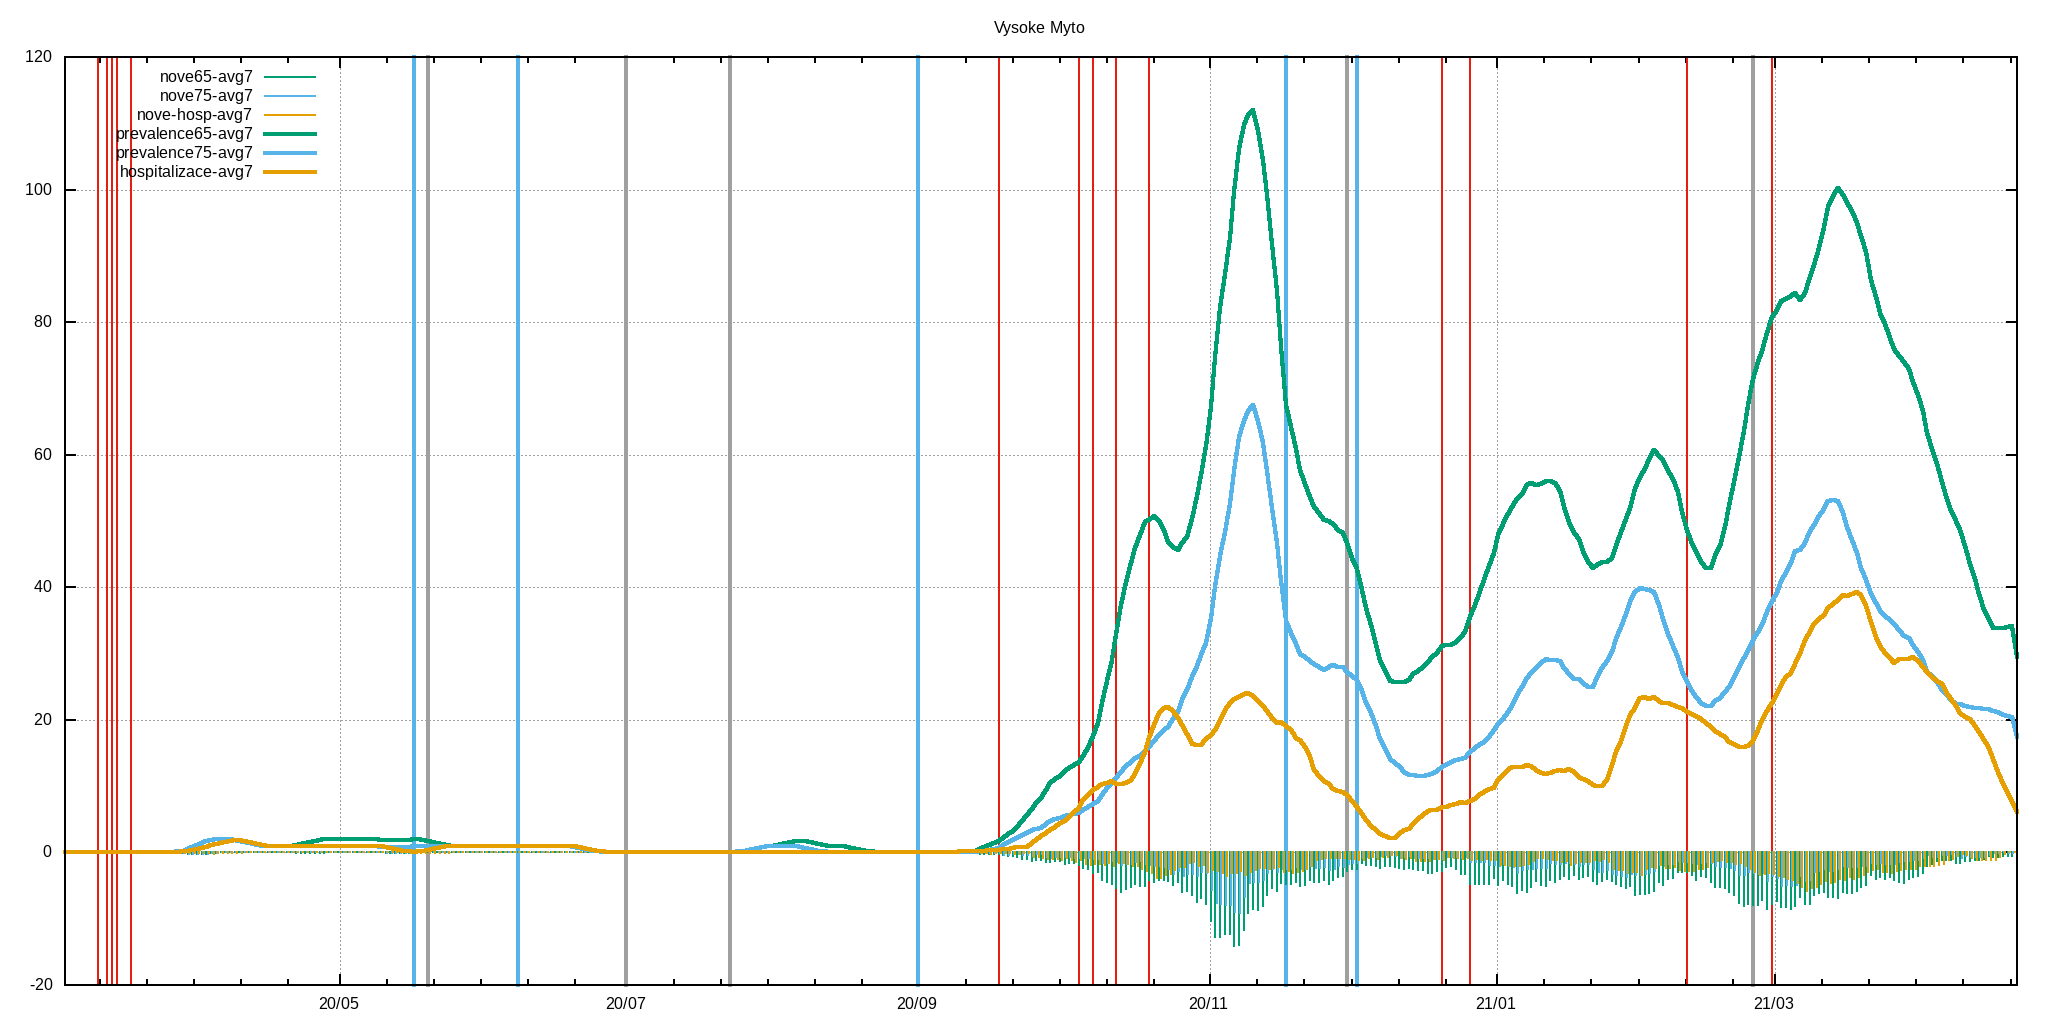 Vysoke Myto
120
100
80
60
40
20
0
-20
nove65-avg7
nove75-avg7
nove-hosp-avg7
prevalence65-avg7
prevalence75-avg7
hospitalizace-avg7
20/05 20/07 20/09 20/11 21/01 21/03